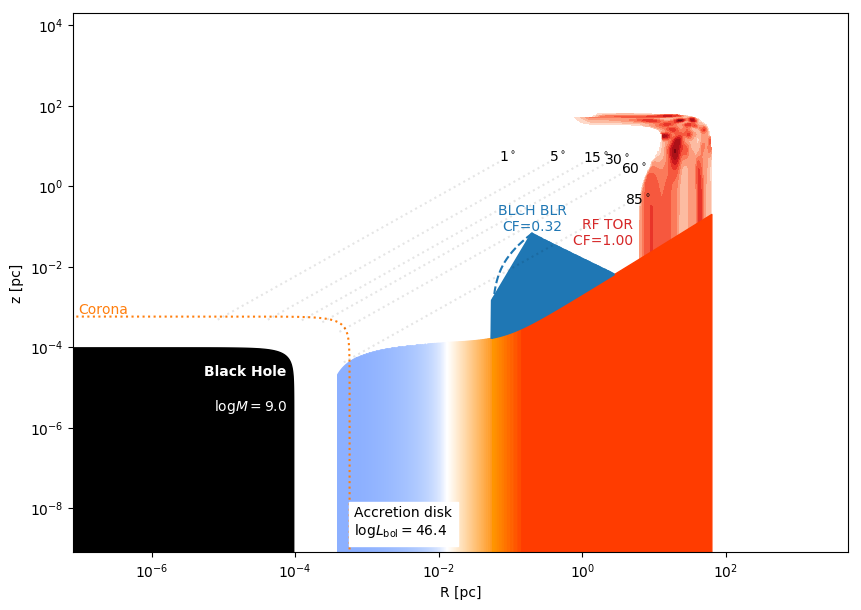 10^4
10^2
10^0
10^-2
10^-4
10^-6
10^-8
z [pc]
1°
5°
15°
30°
60°
85°
BLCH BLR
CF=0.32
RF TOR
CF=1.00
Corona
Black Hole
logM = 9.0
Accretion disk
logL_bol = 46.4
10^-6
10^-4
10^-2
10^0
10^2
R [pc]